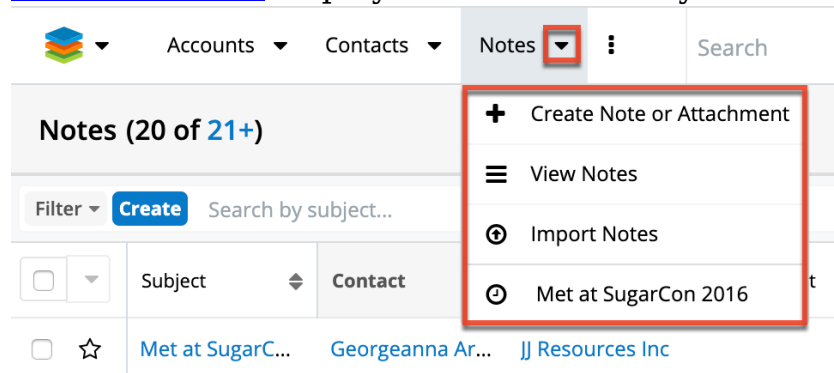 Accounts Contacts Notes Search
Create Note or Attachment
Notes (20 of 21+)
View Notes
Filter Create Search by subject...
Import Notes
Subject Contact t
Met at SugarCon 2016
Met at SugarC... Georgeanna Ar... JJ Resources Inc